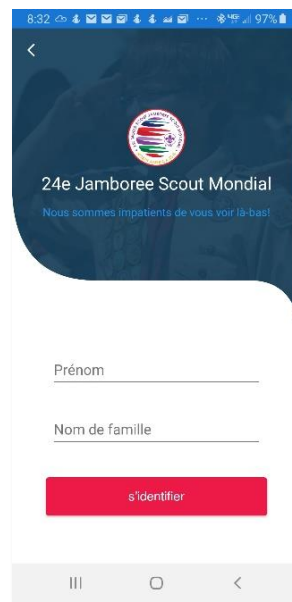 8:32
97%
24e Jamboree Scout Mondial
Nous sommes impatients de vous voir là-bas!
Prénom
Nom de famille
s'identifier